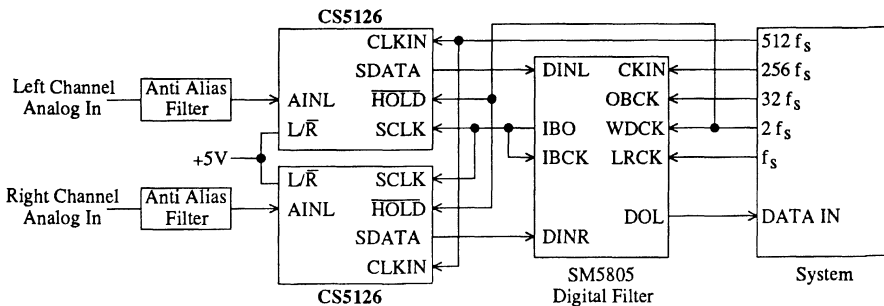 CS5126
CLKIN
SDATA
AINL
HOLD
L/R
SCLK
Left Channel
Analog In
Anti Alias
Filter
+5V
Right Channel
Analog In
Anti Alias
Filter
L/R
SCLK
AINL
HOLD
SDATA
CLKIN
CS5126
DINL
CKIN
OBCK
IBO
WDCK
IBCK
LRCK
DOL
DINR
SM5805
Digital Filter
512 fs
256 fs
32 fs
2 fs
fs
DATA IN
System